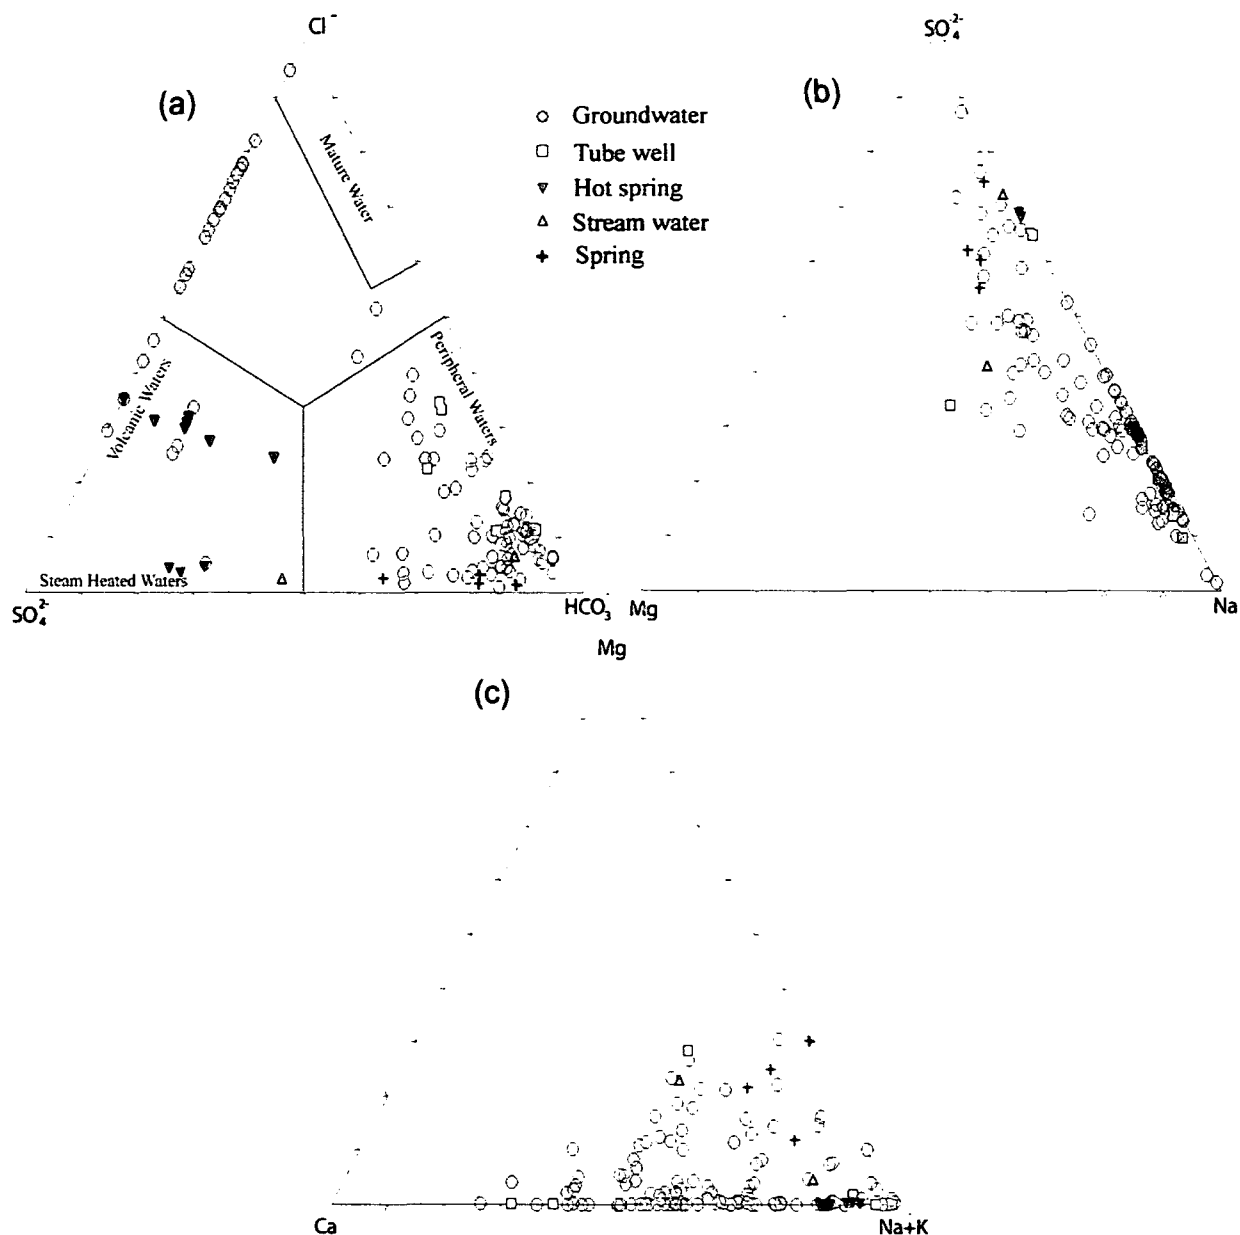 Cl⁻
(a)
Mature Water
Groundwater
Tube well
Hot spring
Stream water
Spring
Volcanic Waters
Peripheral Waters
Steam Heated Waters
SO₄²⁻
HCO₃
SO₄²⁻
(b)
Mg
Na
Mg
(c)
Ca
Na+K